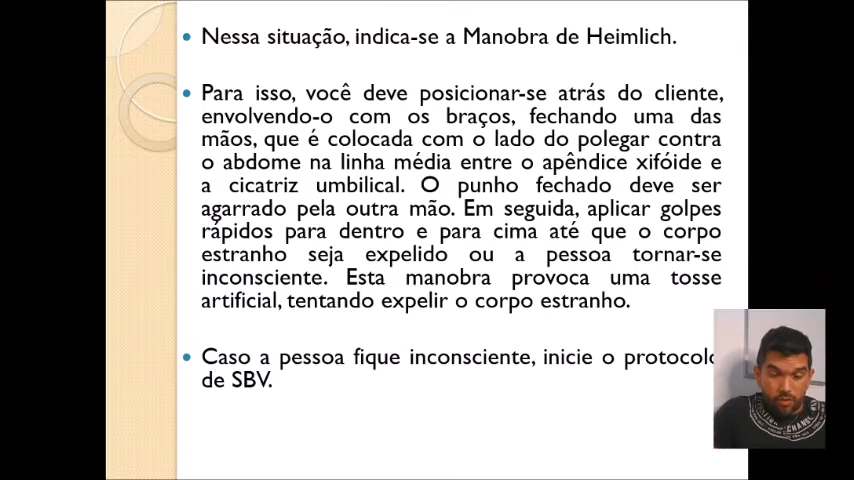 Nessa situação, indica-se a Manobra de Heimlich.
Para isso, você deve posicionar-se atrás do cliente,
envolvendo-o com os braços, fechando uma das
mãos, que é colocada com o lado do polegar contra
o abdome na linha média entre o apêndice xifóide e
a cicatriz umbilical. O punho fechado deve ser
agarrado pela outra mão. Em seguida, aplicar golpes
rápidos para dentro e para cima até que o corpo
estranho seja expelido ou a pessoa tornar-se
inconsciente. Esta manobra provoca uma tosse
artificial, tentando expelir o corpo estranho.
Caso a pessoa fique inconsciente, inicie o protocolo
de SBV.
CHANGE